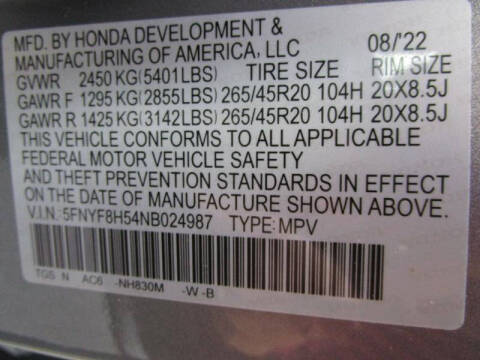 MFD. BY HONDA DEVELOPMENT &
MANUFACTURING OF AMERICA, LLC 08/'22
GVWR 2450 KG(5401LBS) TIRE SIZE RIM SIZE
GAWR F 1295 KG(2855LBS) 265/45R20 104H 20X8.5J
GAWR R 1425 KG(3142LBS) 265/45R20 104H 20X8.5J
THIS VEHICLE CONFORMS TO ALL APPLICABLE
FEDERAL MOTOR VEHICLE SAFETY
AND THEFT PREVENTION STANDARDS IN EFFECT
ON THE DATE OF MANUFACTURE SHOWN ABOVE.
V.I.N.:5FNYF8H54NB024987 TYPE: MPV
TGS N AC6 -NH830M -W -B